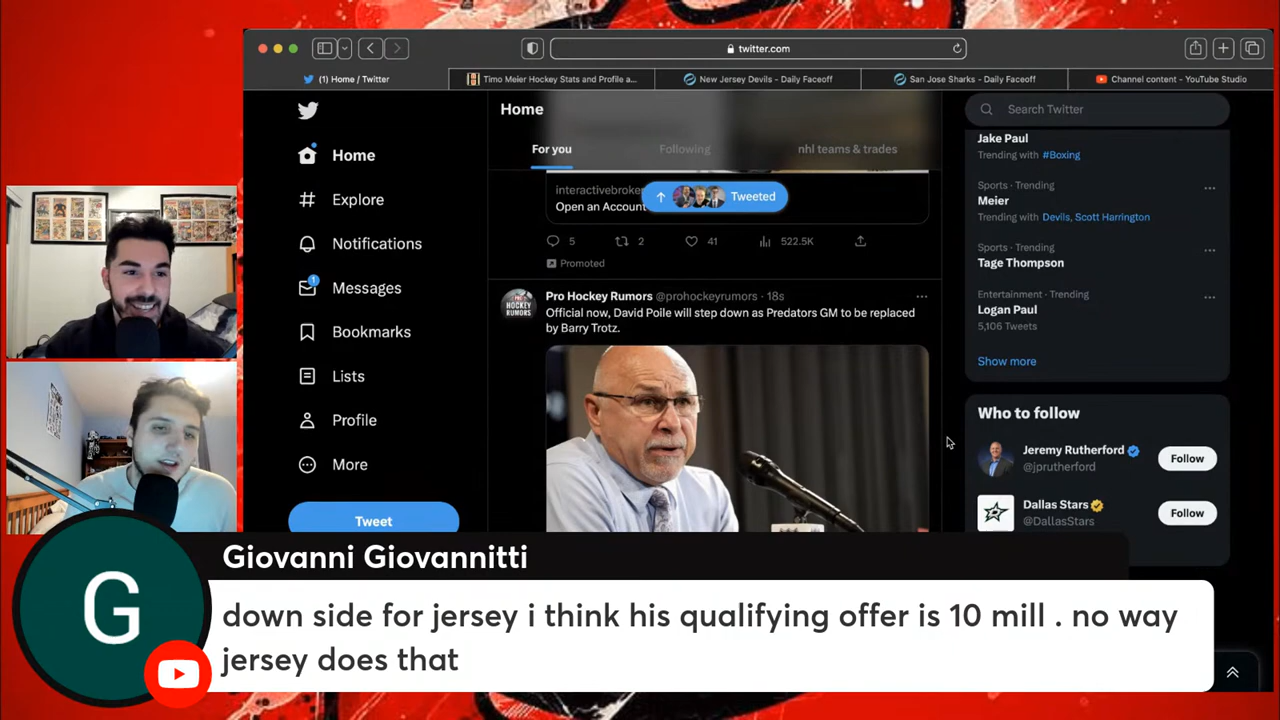 twitter.com
(1) Home / Twitter
Timo Meier Hockey Stats and Profile a...
New Jersey Devils - Daily Faceoff
San Jose Sharks - Daily Faceoff
Channel content - YouTube Studio
Home
Explore
Notifications
1
Messages
Bookmarks
Lists
Profile
More
Tweet
Home
For you
Following
nhl teams & trades
interactivebroker
Open an Account
Tweeted
5
2
41
522.5K
Promoted
Pro Hockey Rumors @prohockeyrumors · 18s
Official now, David Poile will step down as Predators GM to be replaced
by Barry Trotz.
PRO
HOCKEY
RUMORS
Search Twitter
Jake Paul
Trending with #Boxing
Sports · Trending
Meier
Trending with Devils, Scott Harrington
Sports · Trending
Tage Thompson
Entertainment · Trending
Logan Paul
5,106 Tweets
Show more
Who to follow
Jeremy Rutherford
@jprutherford
Follow
Dallas Stars
@DallasStars
Follow
G
Giovanni Giovannitti
down side for jersey i think his qualifying offer is 10 mill . no way
jersey does that